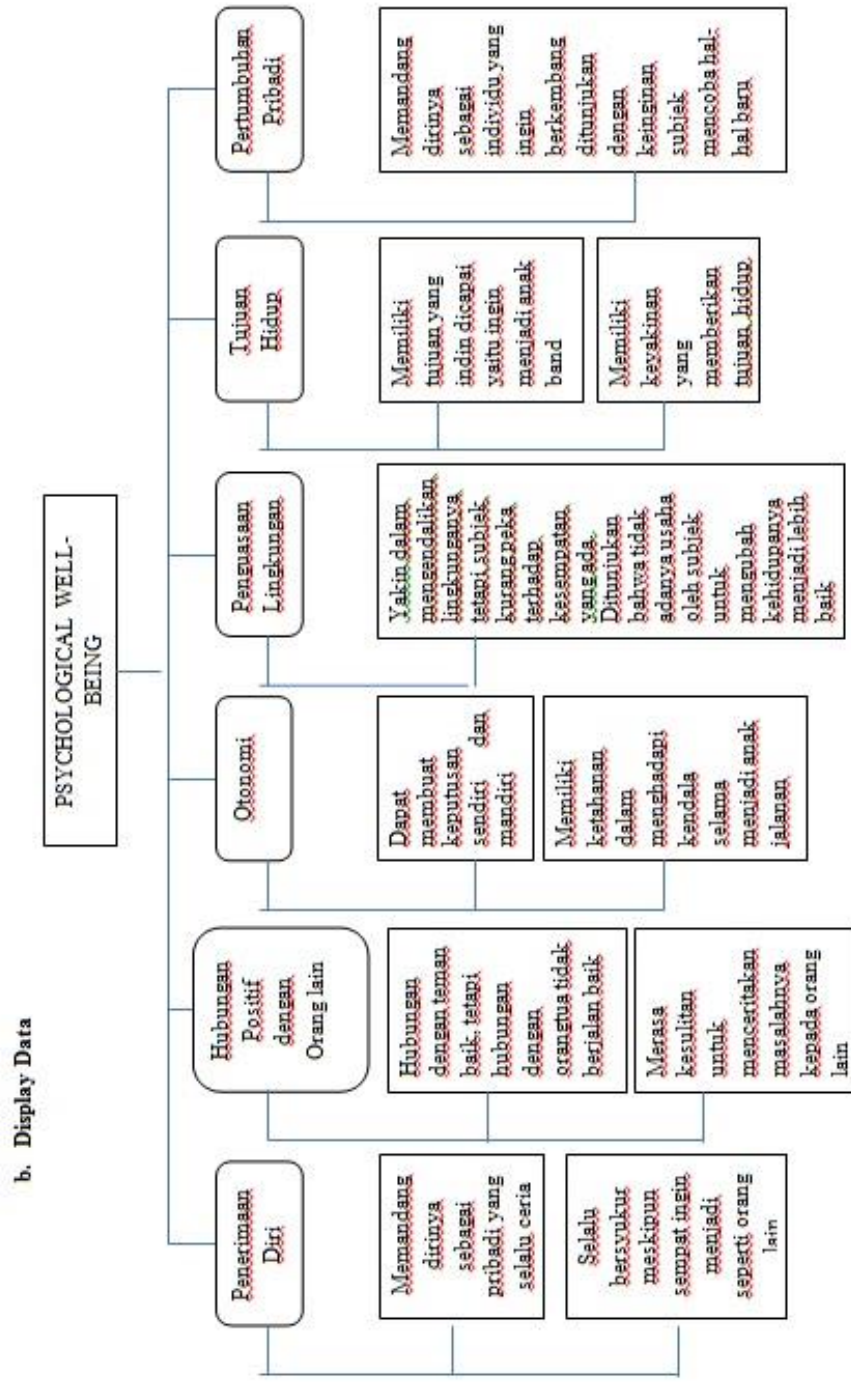 b. Display Data
PSYCHOLOGICAL WELL-
BEING
Penerimaan
Diri
Memandang
dirinya
sebagai
pribadi yang
selalu ceria
Selalu
bersyukur
meskipun
sempat ingin
menjadi
seperti orang
lain
Hubungan
Positif
dengan
Orang lain
Hubungan
dengan teman
baik, tetapi
hubungan
dengan
orangtua tidak
berjalan baik
Merasa
kesulitan
untuk
menceritakan
masalahnya
kepada orang
lain
Otonomi
Dapat
membuat
keputusan
sendiri dan
mandiri
Memiliki
ketahanan
dalam
menghadapi
kendala
selama
menjadi anak
jalanan
Penguasaan
Lingkungan
Yakin dalam
mengendalikan
lingkunganya
tetapi subjek
kurang peka
terhadap
kesempatan
yang ada.
Ditunjukan
bahwa tidak
adanya usaha
oleh subjek
untuk
mengubah
kehidupanya
menjadi lebih
baik
Tujuan
Hidup
Memiliki
tujuan yang
indin dicapai
yaitu ingin
menjadi anak
band
Memiliki
keyakinan
yang
memberikan
tujuan hidup
Pertumbuhan
Pribadi
Memandang
dirinya
sebagai
individu yang
ingin
berkembang
ditunjukan
dengan
keinginan
subjek
mencoba hal-
hal baru